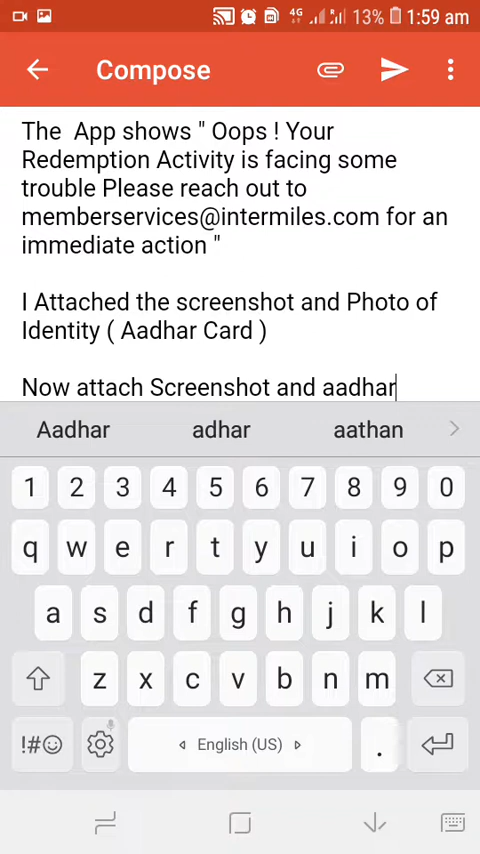 4G 13% 1:59 am
Compose
The  App shows " Oops ! Your
Redemption Activity is facing some
trouble Please reach out to
memberservices@intermiles.com for an
immediate action "
I Attached the screenshot and Photo of
Identity ( Aadhar Card )
Now attach Screenshot and aadhar
Aadhar adhar aathan
1 2 3 4 5 6 7 8 9 0
q w e r t y u i o p
a s d f g h j k l
z x c v b n m
!#☺ English (US) .